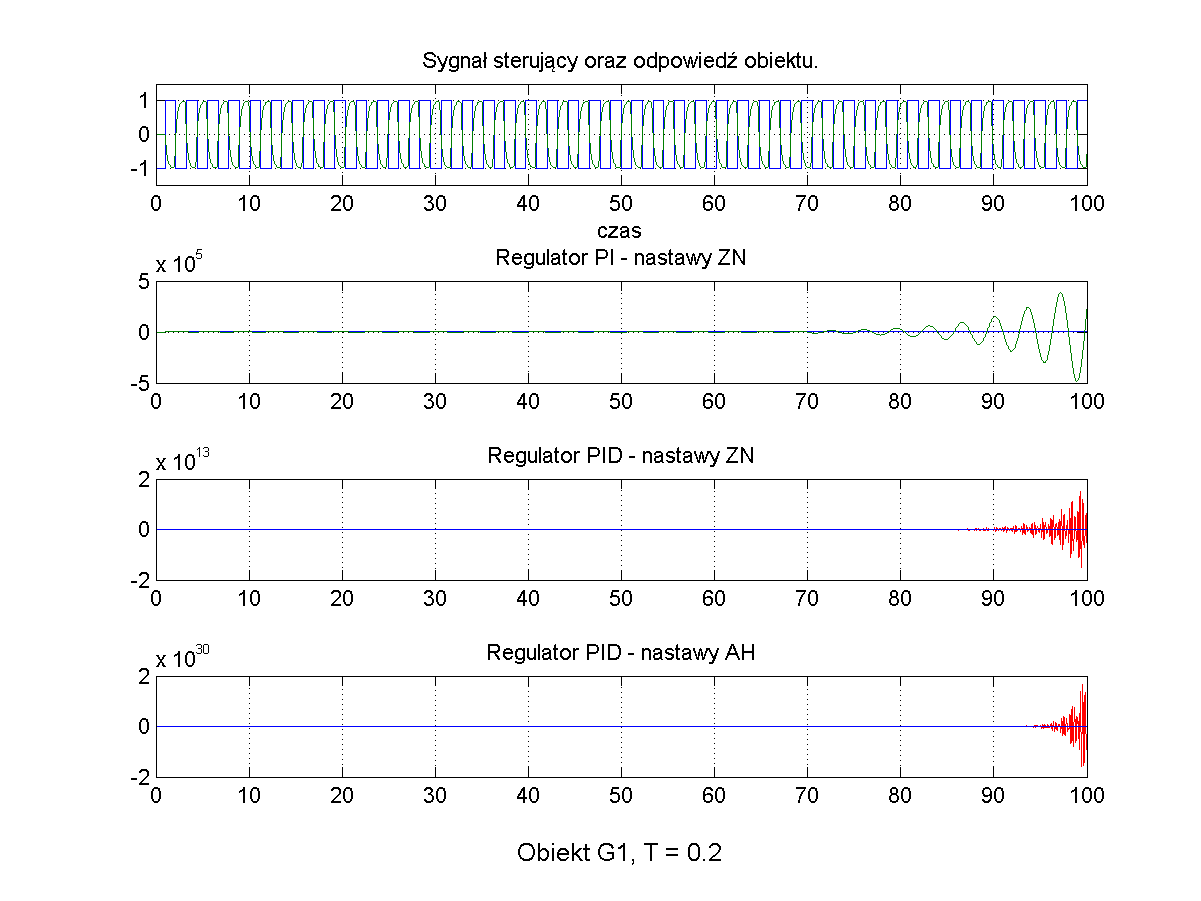 Sygnał sterujący oraz odpowiedź obiektu.
1
0
-1
0 10 20 30 40 50 60 70 80 90 100
czas
Regulator PI - nastawy ZN
x 10^5
5
0
-5
0 10 20 30 40 50 60 70 80 90 100
Regulator PID - nastawy ZN
x 10^13
2
0
-2
0 10 20 30 40 50 60 70 80 90 100
Regulator PID - nastawy AH
x 10^30
2
0
-2
0 10 20 30 40 50 60 70 80 90 100
Obiekt G1, T = 0.2